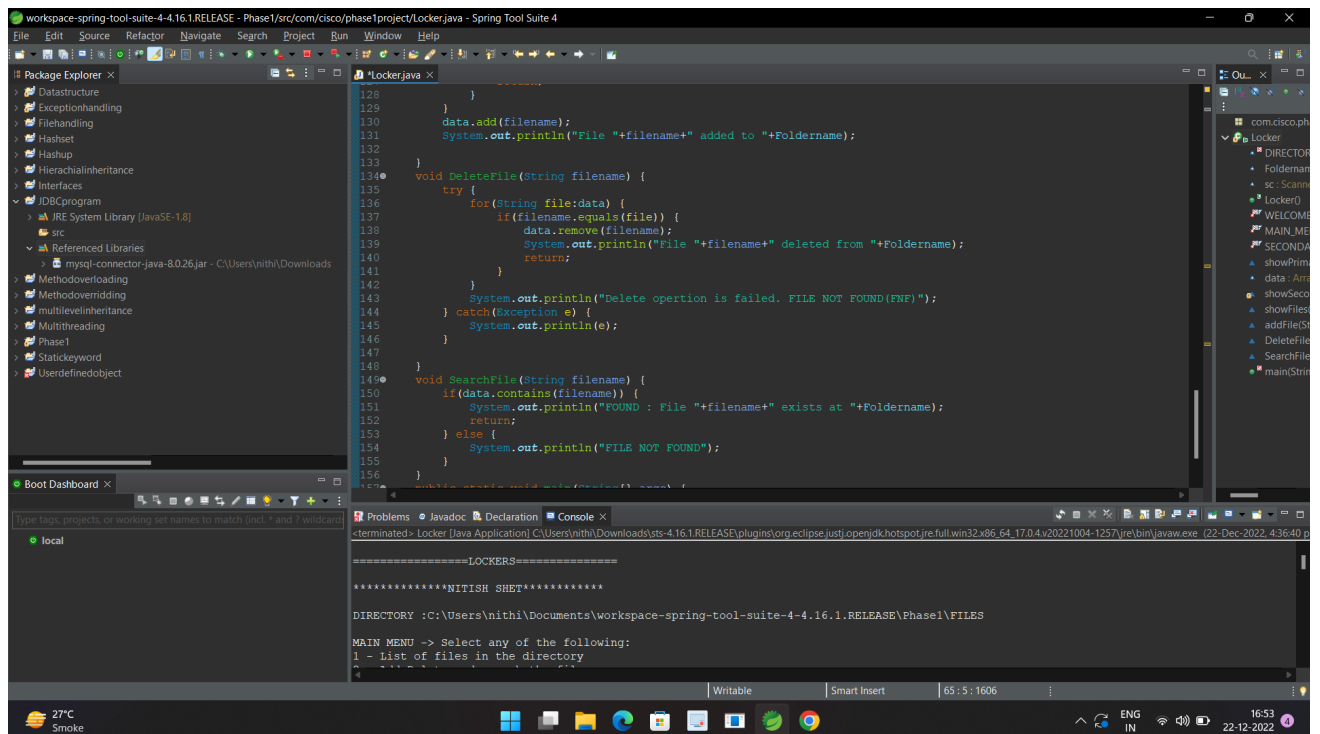 workspace-spring-tool-suite-4-4.16.1.RELEASE - Phase1/src/com/cisco/phase1project/Locker.java - Spring Tool Suite 4
File Edit Source Refactor Navigate Search Project Run Window Help
Package Explorer
Datastructure
Exceptionhandling
Filehandling
Hashset
Hashup
Hierachialinheritance
Interfaces
JDBCprogram
JRE System Library [JavaSE-1.8]
src
Referenced Libraries
mysql-connector-java-8.0.26.jar - C:\Users\nithi\Downloads
Methodoverloading
Methodoverridding
multilevelinheritance
Multithreading
Phase1
Statickeyword
Userdefinedobject
*Locker.java
128 }
129 }
130 data.add(filename);
131 System.out.println("File "+filename+" added to "+Foldername);
132
133 }
134 void DeleteFile(String filename) {
135 try {
136 for(String file:data) {
137 if(filename.equals(file)) {
138 data.remove(filename);
139 System.out.println("File "+filename+" deleted from "+Foldername);
140 return;
141 }
142 }
143 System.out.println("Delete opertion is failed. FILE NOT FOUND(FNF)");
144 } catch(Exception e) {
145 System.out.println(e);
146 }
147
148 }
149 void SearchFile(String filename) {
150 if(data.contains(filename)) {
151 System.out.println("FOUND : File "+filename+" exists at "+Foldername);
152 return;
153 } else {
154 System.out.println("FILE NOT FOUND");
155 }
156 }
public static void main(String[] args) {
Ou...
com.cisco.ph
Locker
DIRECTOR
Foldernam
sc : Scann
Locker()
WELCOME
MAIN_ME
SECONDA
showPrim
data : Arra
showSeco
showFiles(
addFile(St
DeleteFile
SearchFile
main(Strin
Boot Dashboard
Type tags, projects, or working set names to match (incl. * and ? wildcards
local
Problems Javadoc Declaration Console
<terminated> Locker [Java Application] C:\Users\nithi\Downloads\sts-4.16.1.RELEASE\plugins\org.eclipse.justj.openjdk.hotspot.jre.full.win32.x86_64_17.0.4.v20221004-1257\jre\bin\javaw.exe (22-Dec-2022, 4:36:40 p
=================LOCKERS===============
**************NITISH SHET************
DIRECTORY :C:\Users\nithi\Documents\workspace-spring-tool-suite-4-4.16.1.RELEASE\Phase1\FILES
MAIN MENU -> Select any of the following:
1 - List of files in the directory
Writable Smart Insert 65 : 5 : 1606
27°C
Smoke
ENG
IN
16:53
22-12-2022
4